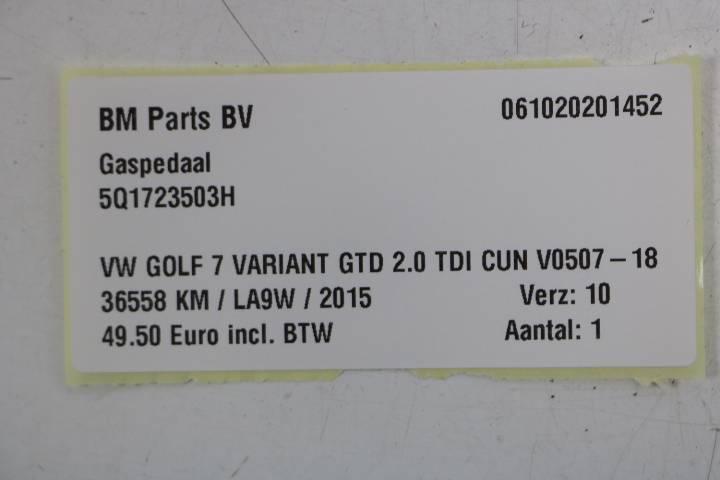 BM Parts BV 061020201452
Gaspedaal
5Q1723503H
VW GOLF 7 VARIANT GTD 2.0 TDI CUN V0507-18
36558 KM / LA9W / 2015 Verz: 10
49.50 Euro incl. BTW Aantal: 1